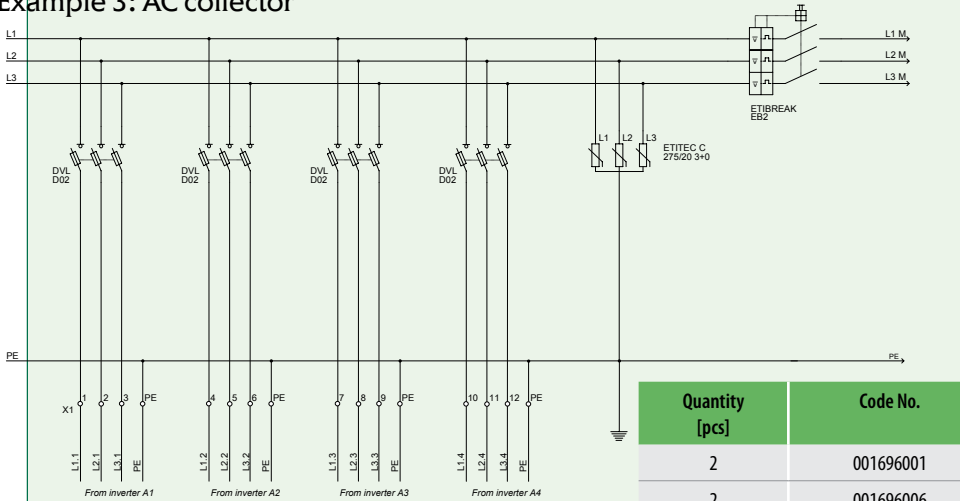 Example 3: AC collector
L1
L2
L3
L1 M
L2 M
L3 M
ETIBREAK
EB2
L1 L2 L3
ETITEC C
275/20 3+0
DVL
D02
DVL
D02
DVL
D02
DVL
D02
PE
PE
X1
1 2 3 PE
4 5 6 PE
7 8 9 PE
10 11 12 PE
L1.1 L2.1 L3.1 PE
L1.2 L2.2 L3.2 PE
L1.3 L2.3 L3.3 PE
L1.4 L2.4 L3.4 PE
From inverter A1
From inverter A2
From inverter A3
From inverter A4
Quantity Code No.
[pcs]
2 001696001
2 001696006